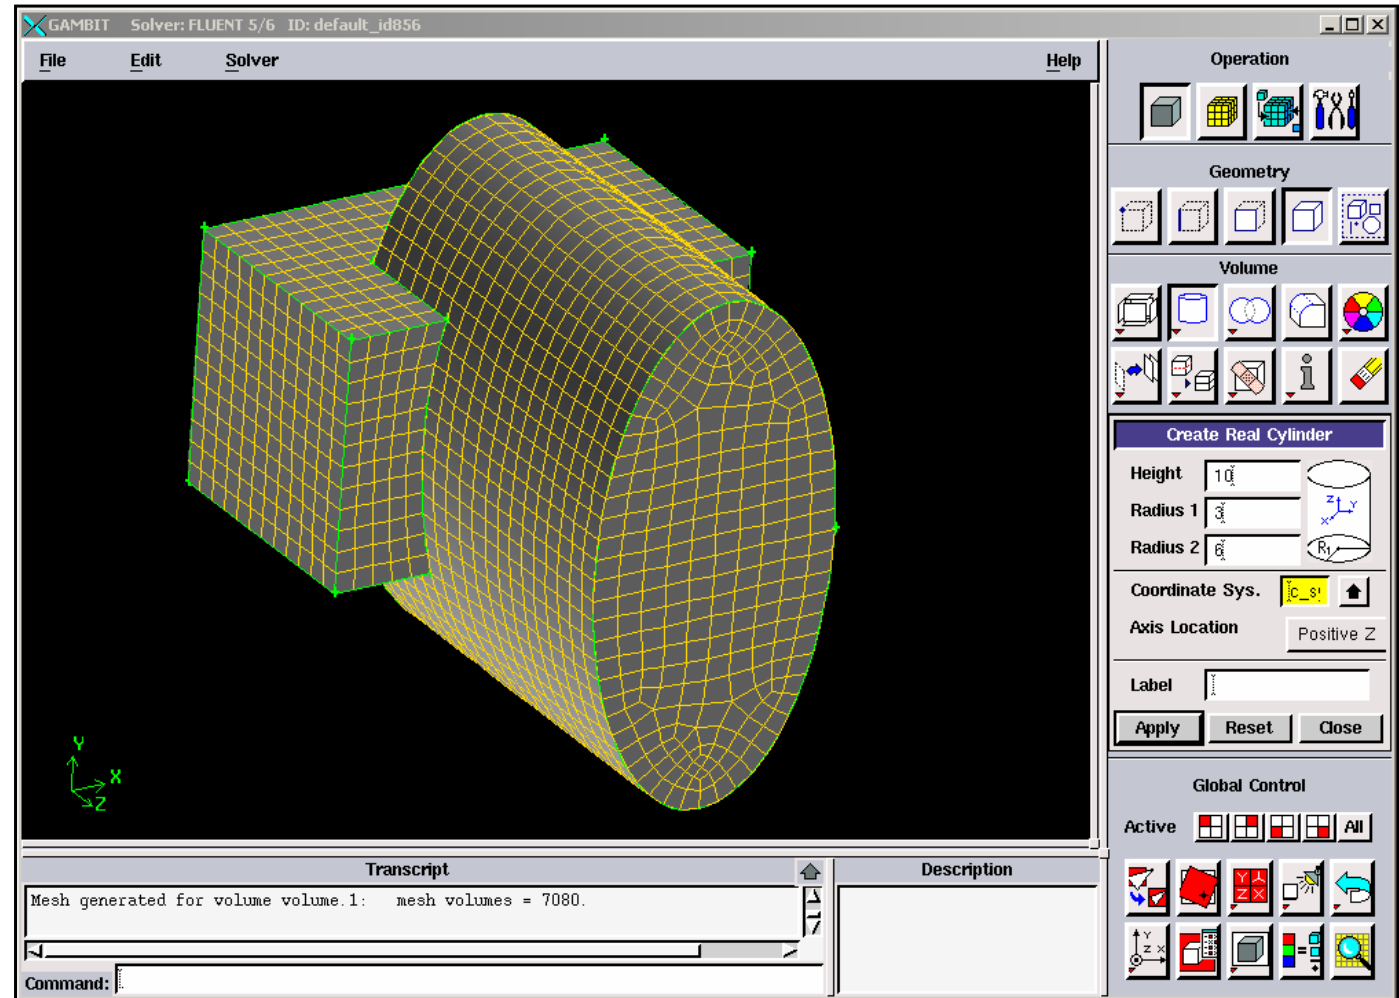 GAMBIT Solver: FLUENT 5/6 ID: default_id856
File Edit Solver Help
Operation
Geometry
Volume
Create Real Cylinder
Height 10
Radius 1 3
Radius 2 6
Z Y X
R1
Coordinate Sys. c_s
Axis Location Positive Z
Label
Apply Reset Close
Y
X
Z
Global Control
Active All
Transcript
Description
Mesh generated for volume volume.1: mesh volumes = 7080.
Command:
Y
Z X
Y
Z X